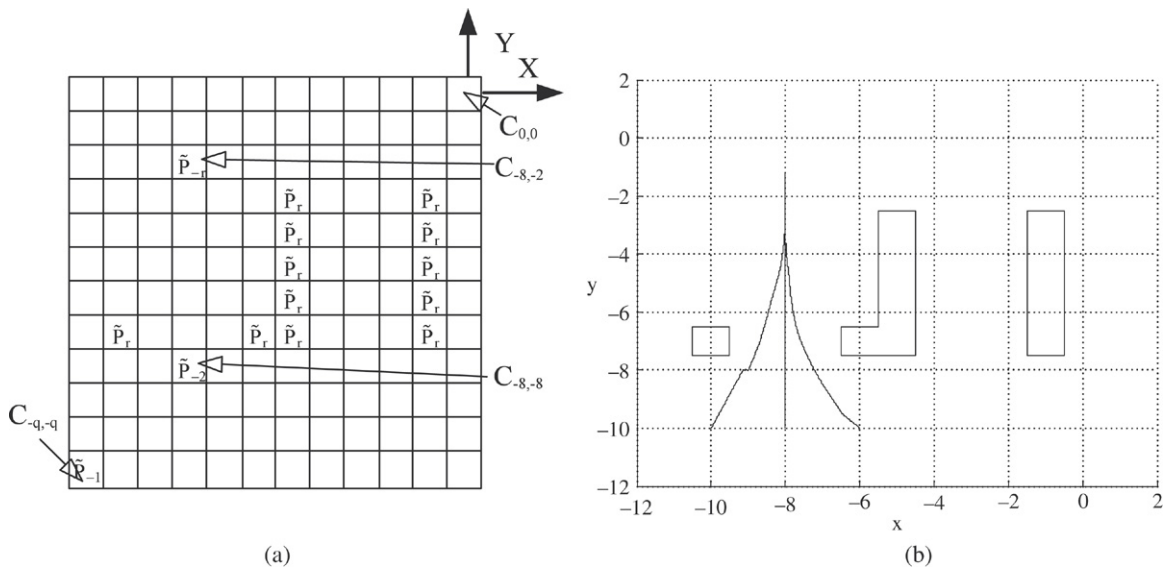 Y
X
C0,0
P̃-r
C-8,-2
P̃r P̃r
P̃r P̃r
P̃r P̃r
P̃r P̃r
P̃r P̃r P̃r P̃r
P̃-2
C-8,-8
C-q,-q
P̃-1
(a)
2
0
−2
−4
y
−6
−8
−10
−12
−12 −10 −8 −6 −4 −2 0 2
x
(b)